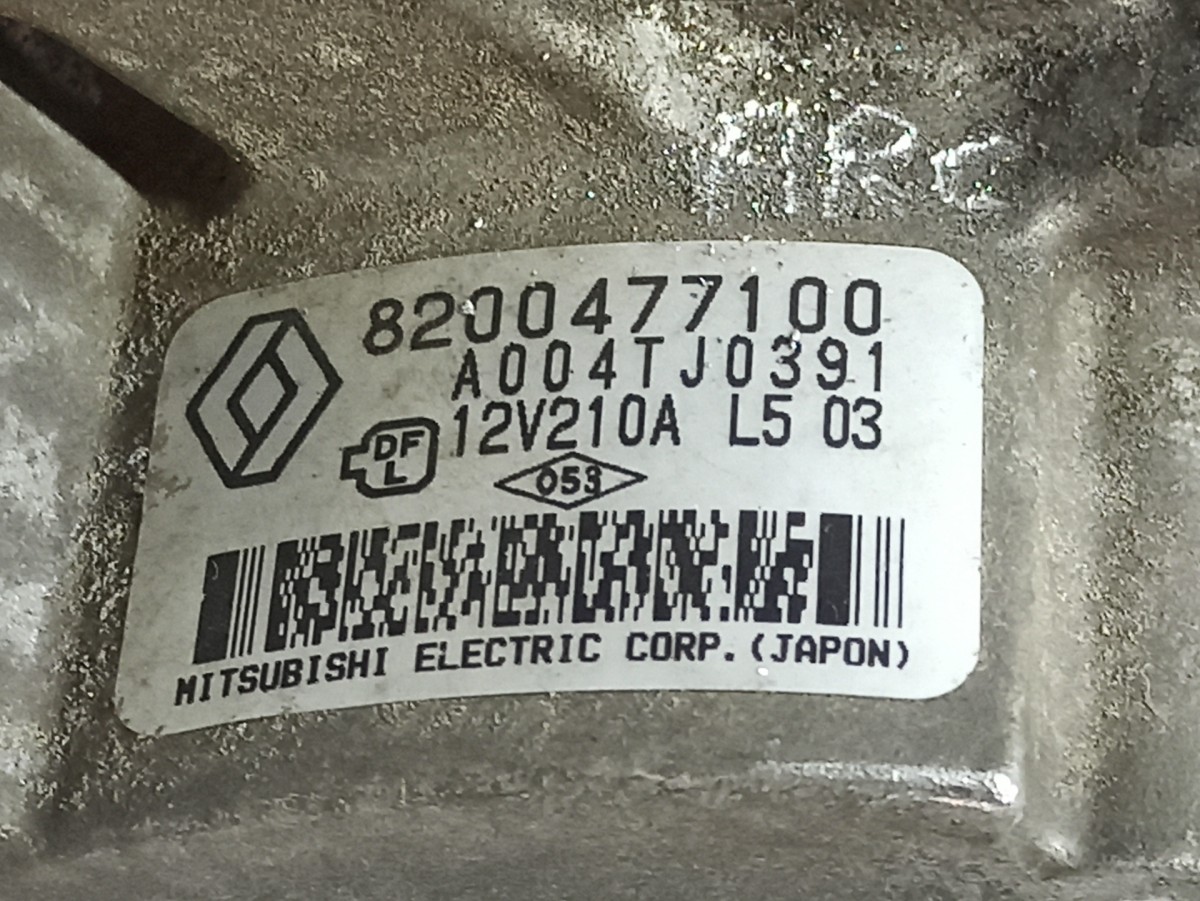 8200477100
A004TJ0391
12V210A L5 03
DF
L
053
MITSUBISHI ELECTRIC CORP.(JAPON)